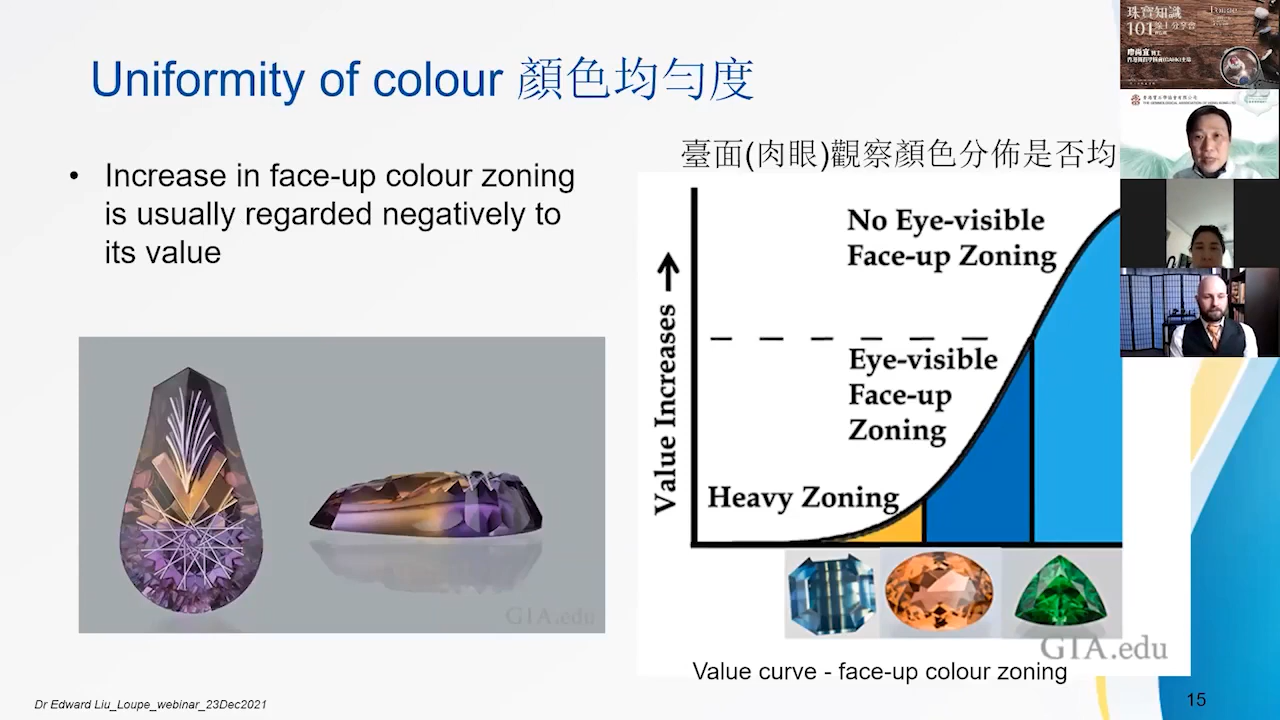 Uniformity of colour 顏色均勻度
• Increase in face-up colour zoning
is usually regarded negatively to
its value
臺面(肉眼)觀察顏色分佈是否均
Value Increases
No Eye-visible
Face-up Zoning
Eye-visible
Face-up
Zoning
Heavy Zoning
GIA.edu
GIA.edu
Value curve - face-up colour zoning
Dr Edward Liu_Loupe_webinar_23Dec2021
15
珠寶知識
101